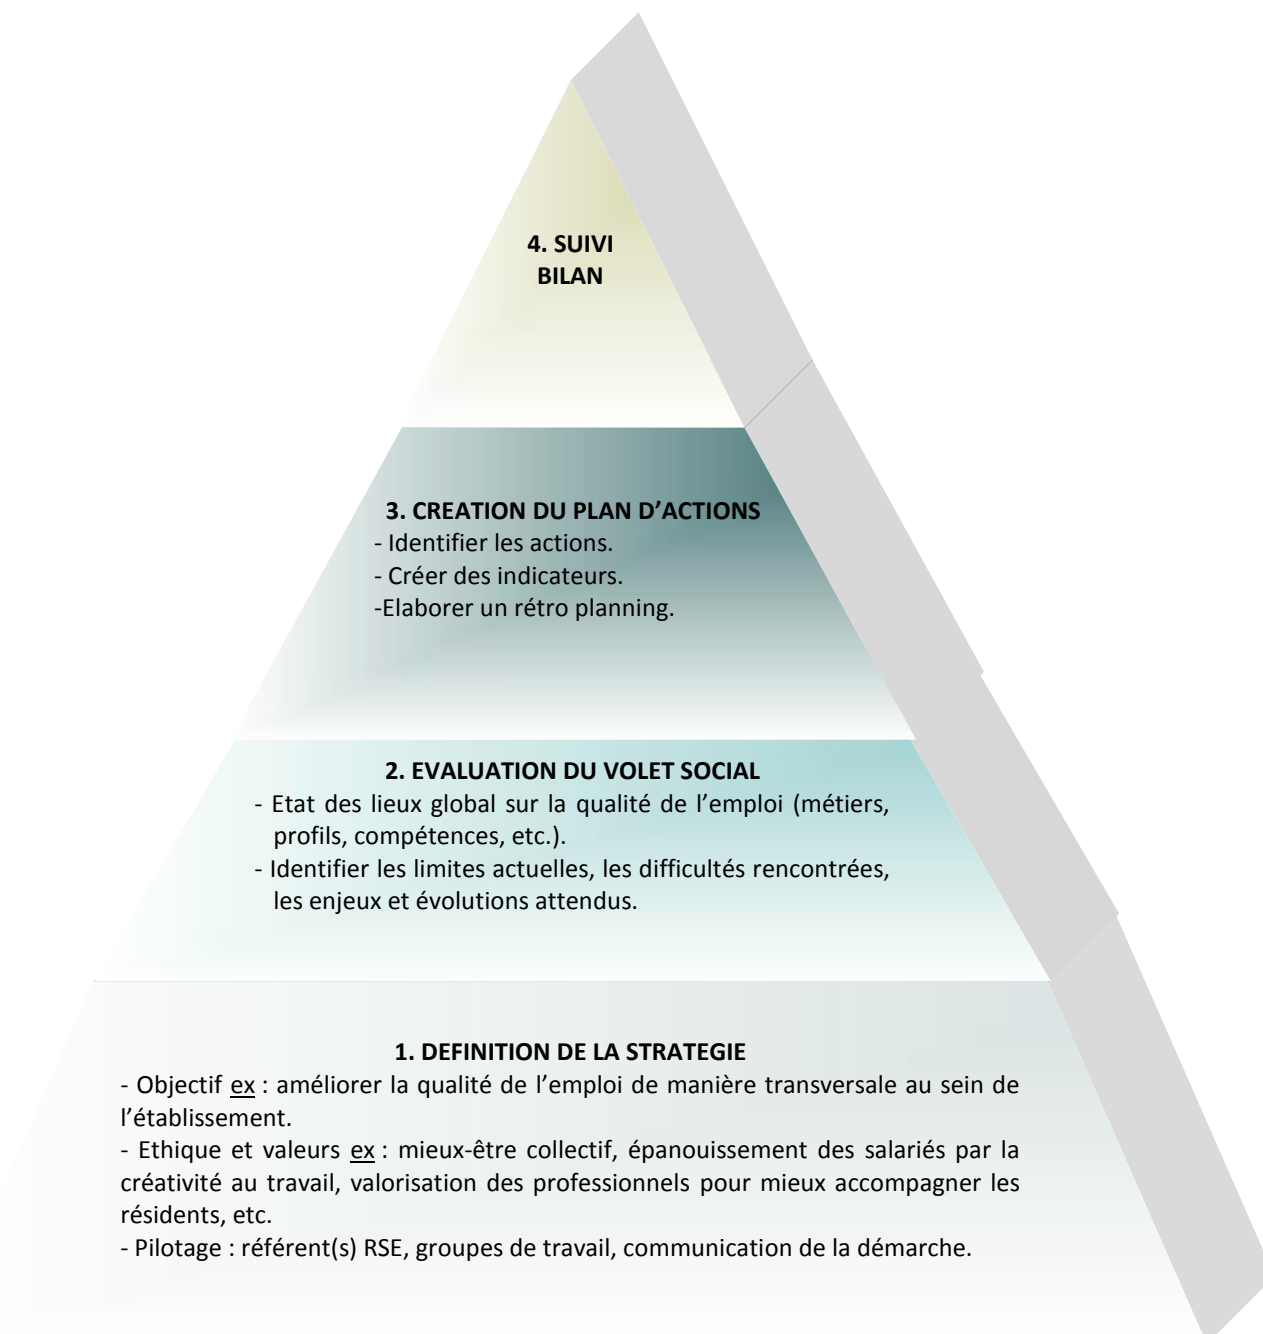 4. SUIVI
BILAN
3. CREATION DU PLAN D’ACTIONS
- Identifier les actions.
- Créer des indicateurs.
-Elaborer un rétro planning.
2. EVALUATION DU VOLET SOCIAL
- Etat des lieux global sur la qualité de l’emploi (métiers,
profils, compétences, etc.).
- Identifier les limites actuelles, les difficultés rencontrées,
les enjeux et évolutions attendus.
1. DEFINITION DE LA STRATEGIE
- Objectif ex : améliorer la qualité de l’emploi de manière transversale au sein de
l’établissement.
- Ethique et valeurs ex : mieux-être collectif, épanouissement des salariés par la
créativité au travail, valorisation des professionnels pour mieux accompagner les
résidents, etc.
- Pilotage : référent(s) RSE, groupes de travail, communication de la démarche.